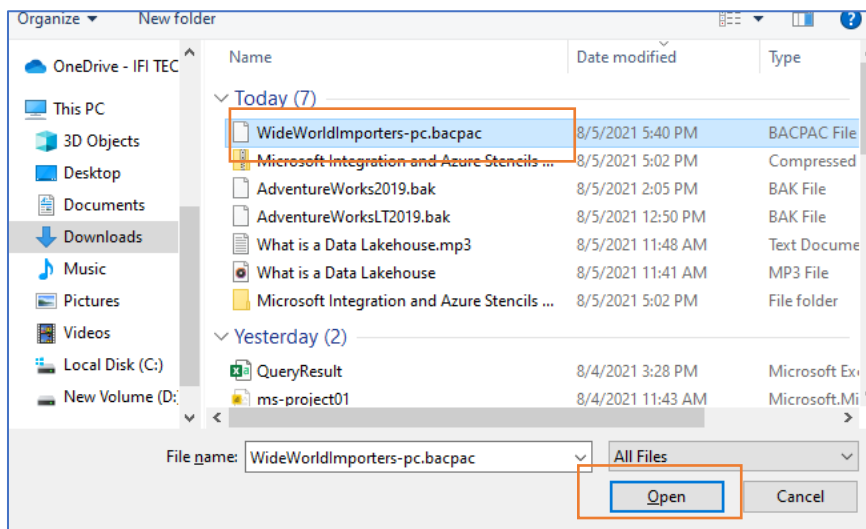 Organize New folder ?
OneDrive - IFI TEC
This PC
3D Objects
Desktop
Documents
Downloads
Music
Pictures
Videos
Local Disk (C:)
New Volume (D:
Name Date modified Type
Today (7)
WideWorldImporters-pc.bacpac 8/5/2021 5:40 PM BACPAC File
Microsoft Integration and Azure Stencils ... 8/5/2021 5:02 PM Compressed
AdventureWorks2019.bak 8/5/2021 2:05 PM BAK File
AdventureWorksLT2019.bak 8/5/2021 12:50 PM BAK File
What is a Data Lakehouse.mp3 8/5/2021 11:48 AM Text Docume
What is a Data Lakehouse 8/5/2021 11:41 AM MP3 File
Microsoft Integration and Azure Stencils ... 8/5/2021 5:02 PM File folder
Yesterday (2)
QueryResult 8/4/2021 3:28 PM Microsoft Ex
ms-project01 8/4/2021 11:43 AM Microsoft.Mi
File name: WideWorldImporters-pc.bacpac All Files
Open Cancel